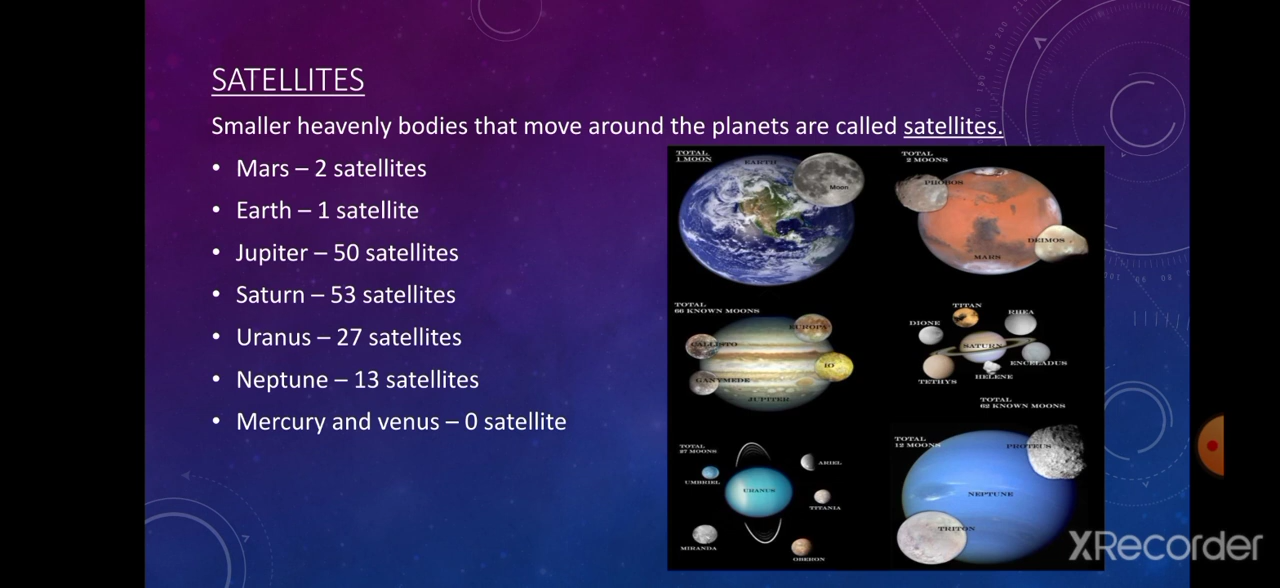 SATELLITES
Smaller heavenly bodies that move around the planets are called satellites.
• Mars – 2 satellites
• Earth – 1 satellite
• Jupiter – 50 satellites
• Saturn – 53 satellites
• Uranus – 27 satellites
• Neptune – 13 satellites
• Mercury and venus – 0 satellite
TOTAL
1 MOON
EARTH
Moon
TOTAL
2 MOONS
PHOBOS
DEIMOS
MARS
TOTAL
66 KNOWN MOONS
EUROPA
CALLISTO
IO
GANYMEDE
JUPITER
TITAN
RHEA
DIONE
SATURN
ENCELADUS
HELENE
TETHYS
TOTAL
62 KNOWN MOONS
TOTAL
27 MOONS
ARIEL
UMBRIEL
URANUS
TITANIA
MIRANDA
OBERON
TOTAL
12 MOONS
PROTEUS
NEPTUNE
TRITON
XRecorder